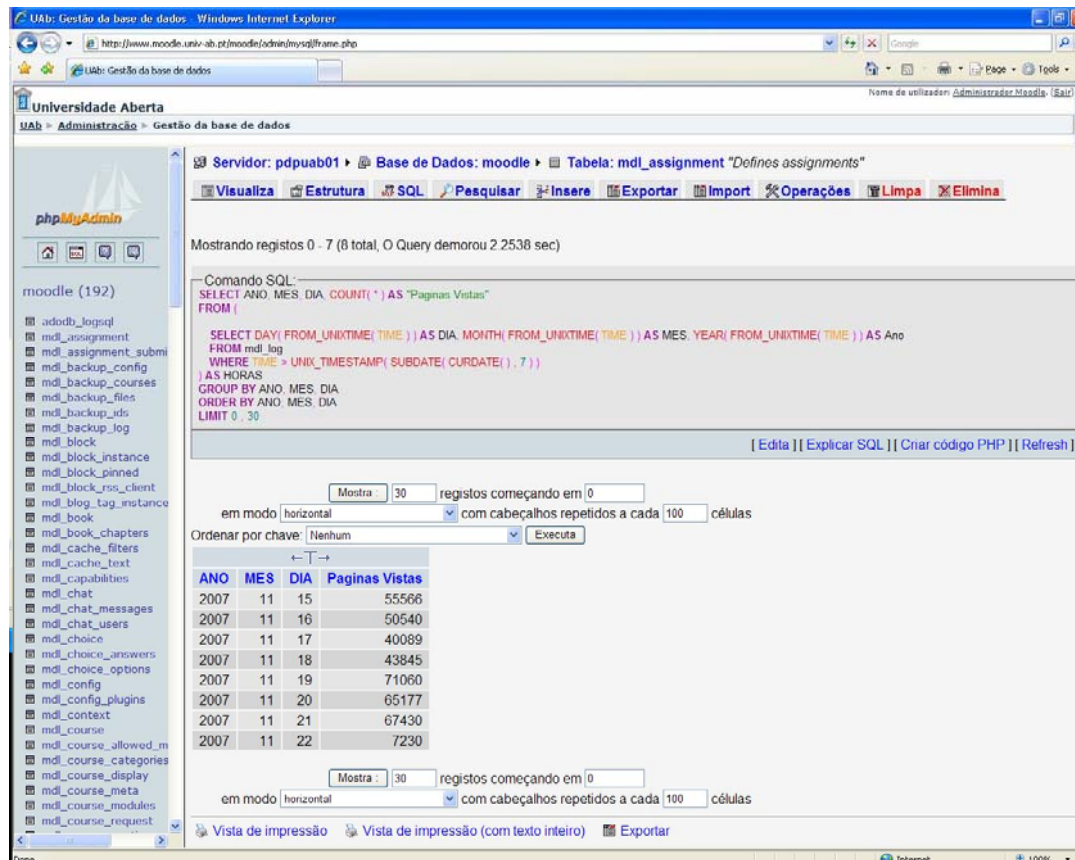 UAb: Gestão da base de dados - Windows Internet Explorer
http://www.moodle.univ-ab.pt/moodle/admin/mysql/frame.php
Google
UAb: Gestão da base de dados
Page
Tools
Nome de utilizador: Administrador Moodle. (Sair)
Universidade Aberta
UAb ► Administração ► Gestão da base de dados
phpMyAdmin
moodle (192)
adodb_logsql
mdl_assignment
mdl_assignment_submi
mdl_backup_config
mdl_backup_courses
mdl_backup_files
mdl_backup_ids
mdl_backup_log
mdl_block
mdl_block_instance
mdl_block_pinned
mdl_block_rss_client
mdl_blog_tag_instance
mdl_book
mdl_book_chapters
mdl_cache_filters
mdl_cache_text
mdl_capabilities
mdl_chat
mdl_chat_messages
mdl_chat_users
mdl_choice
mdl_choice_answers
mdl_choice_options
mdl_config
mdl_config_plugins
mdl_context
mdl_course
mdl_course_allowed_m
mdl_course_categories
mdl_course_display
mdl_course_meta
mdl_course_modules
mdl_course_request
Servidor: pdpuab01 ▸ Base de Dados: moodle ▸ Tabela: mdl_assignment "Defines assignments"
Visualiza Estrutura SQL Pesquisar Insere Exportar Import Operações Limpa Elimina
Mostrando registos 0 - 7 (8 total, O Query demorou 2.2538 sec)
Comando SQL:
SELECT ANO, MES, DIA, COUNT( * ) AS "Paginas Vistas"
FROM (
SELECT DAY( FROM_UNIXTIME( TIME ) ) AS DIA, MONTH( FROM_UNIXTIME( TIME ) ) AS MES, YEAR( FROM_UNIXTIME( TIME ) ) AS Ano
FROM mdl_log
WHERE TIME > UNIX_TIMESTAMP( SUBDATE( CURDATE( ) , 7 ) )
) AS HORAS
GROUP BY ANO, MES, DIA
ORDER BY ANO, MES, DIA
LIMIT 0 , 30
[ Edita ] [ Explicar SQL ] [ Criar código PHP ] [ Refresh ]
Mostra : 30 registos começando em 0
em modo horizontal com cabeçalhos repetidos a cada 100 células
Ordenar por chave: Nenhum Executa
←T→
ANO MES DIA Paginas Vistas
2007 11 15 55566
2007 11 16 50540
2007 11 17 40089
2007 11 18 43845
2007 11 19 71060
2007 11 20 65177
2007 11 21 67430
2007 11 22 7230
Mostra : 30 registos começando em 0
em modo horizontal com cabeçalhos repetidos a cada 100 células
Vista de impressão Vista de impressão (com texto inteiro) Exportar
Done
Internet
100%